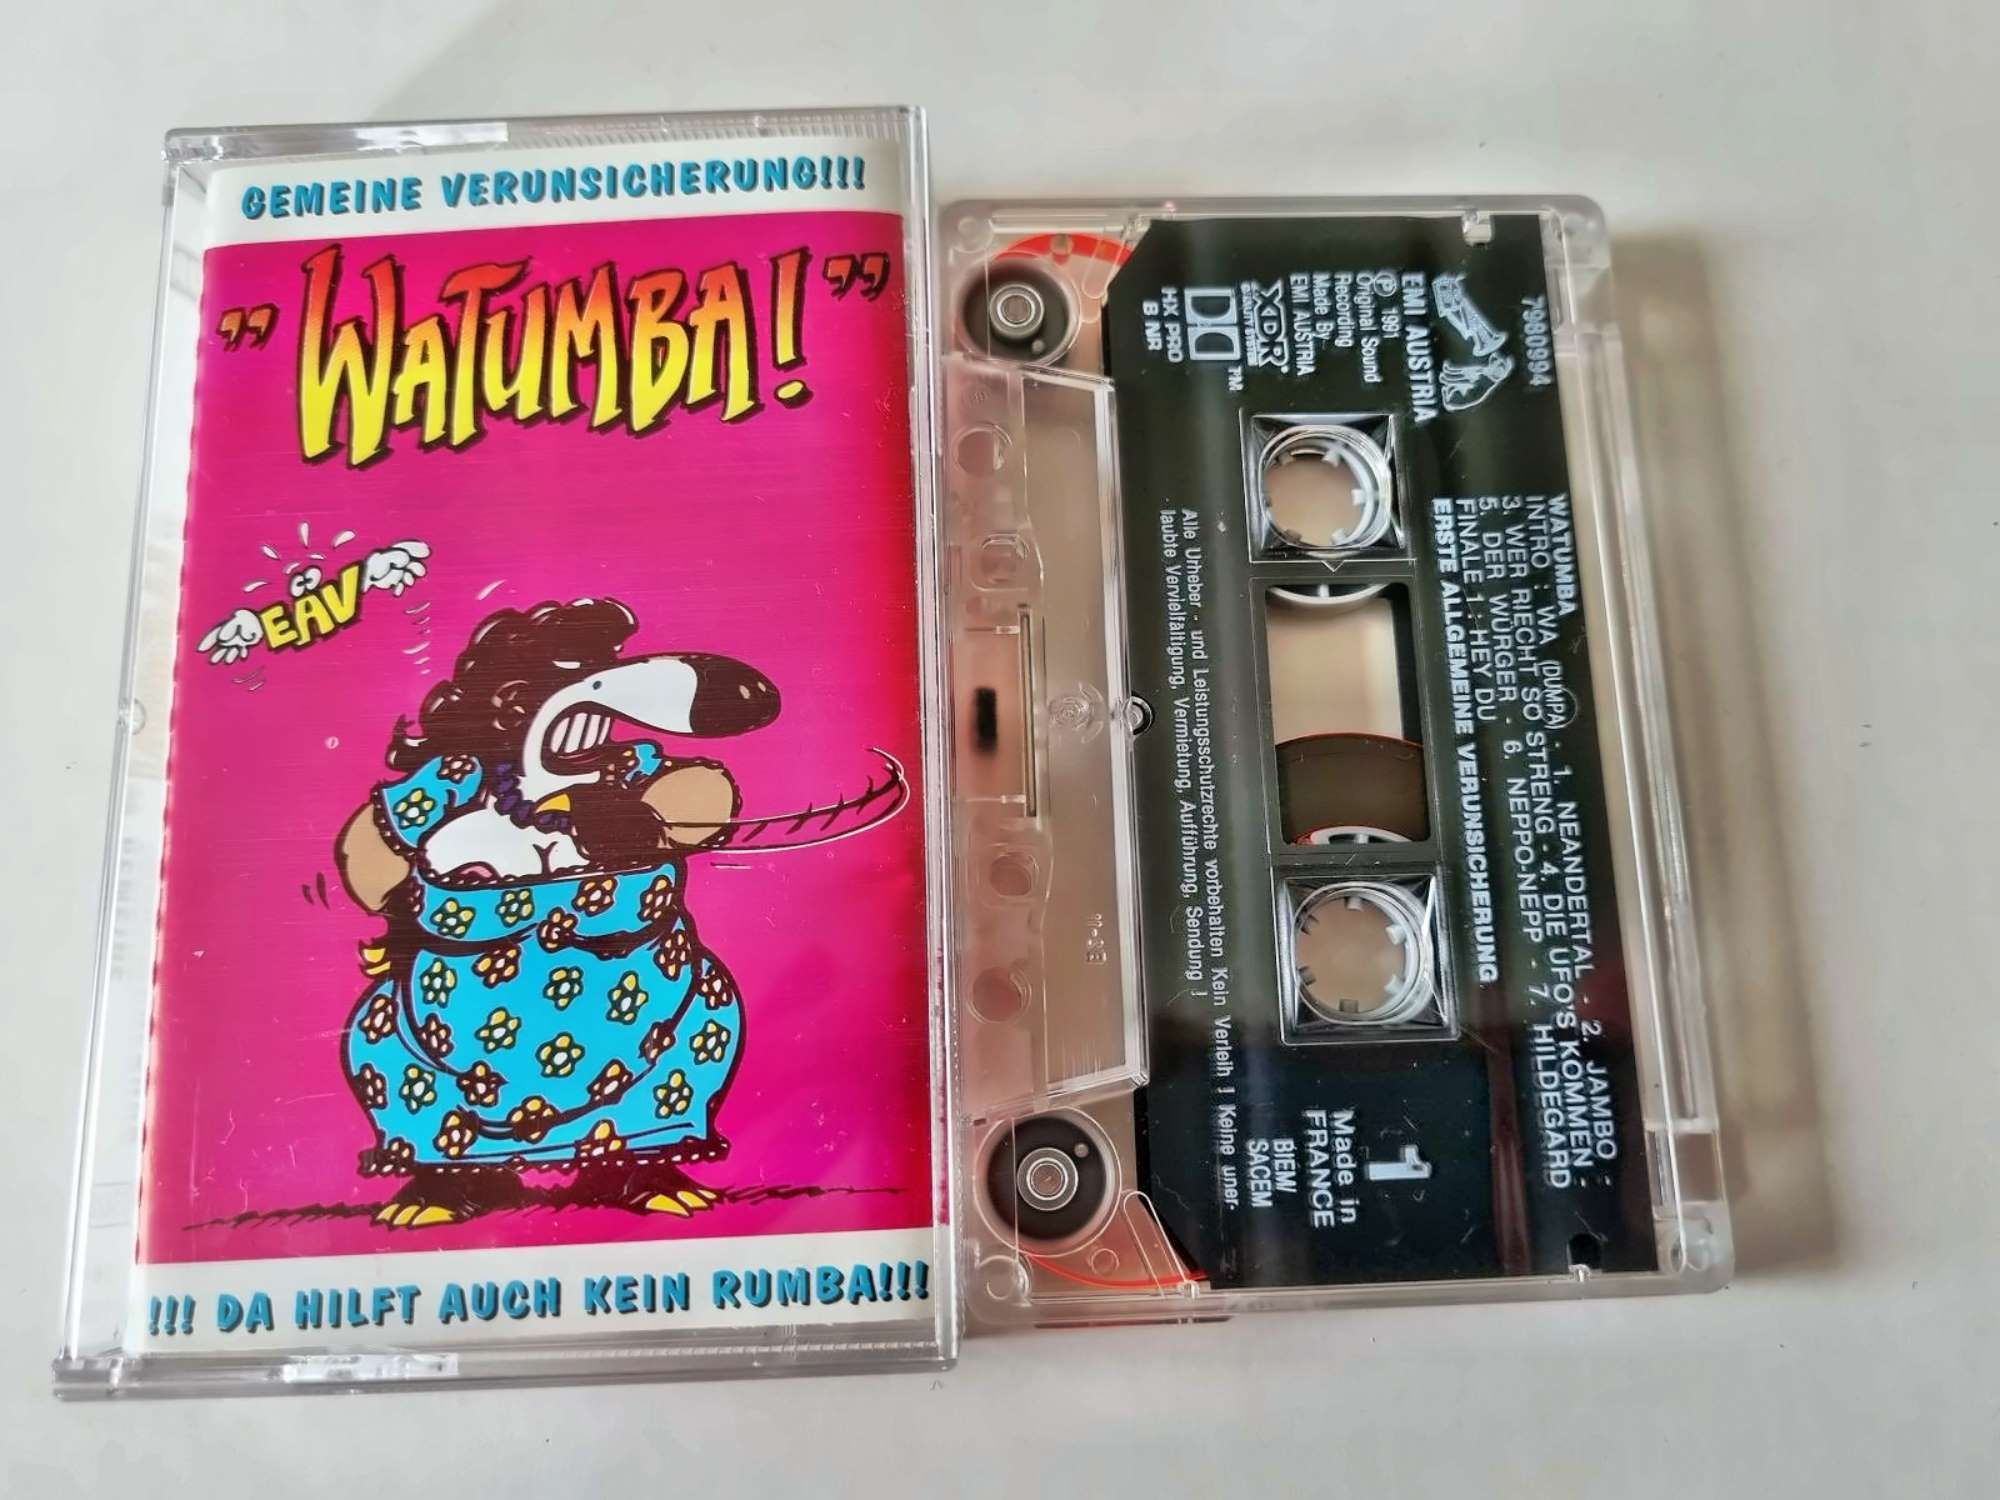 GEMEINE VERUNSICHERUNG!!!
"WATUMBA!"
EAV
!!! DA HILFT AUCH KEIN RUMBA!!!
7980994
EMI AUSTRIA
Ⓟ 1991
Original Sound
Recording
Made By
EMI AUSTRIA
XDR
™
HX PRO
B NR
WATUMBA
INTRO : WA (DUMPA) · 1. NEANDERTAL - 2. JAMBO -
3. WER RIECHT SO STRENG - 4. DIE UFO'S KOMMEN -
5. DER WÜRGER - 6. NEPPO-NEPP - 7. HILDEGARD
FINALE 1 : HEY DU
ERSTE ALLGEMEINE VERUNSICHERUNG
1
Made in
FRANCE
BIEM/
SACEM
Alle Urheber - und Leistungsschutzrechte vorbehalten Kein Verleih ! Keine uner-
laubte Vervielfältigung, Vermietung, Aufführung, Sendung !